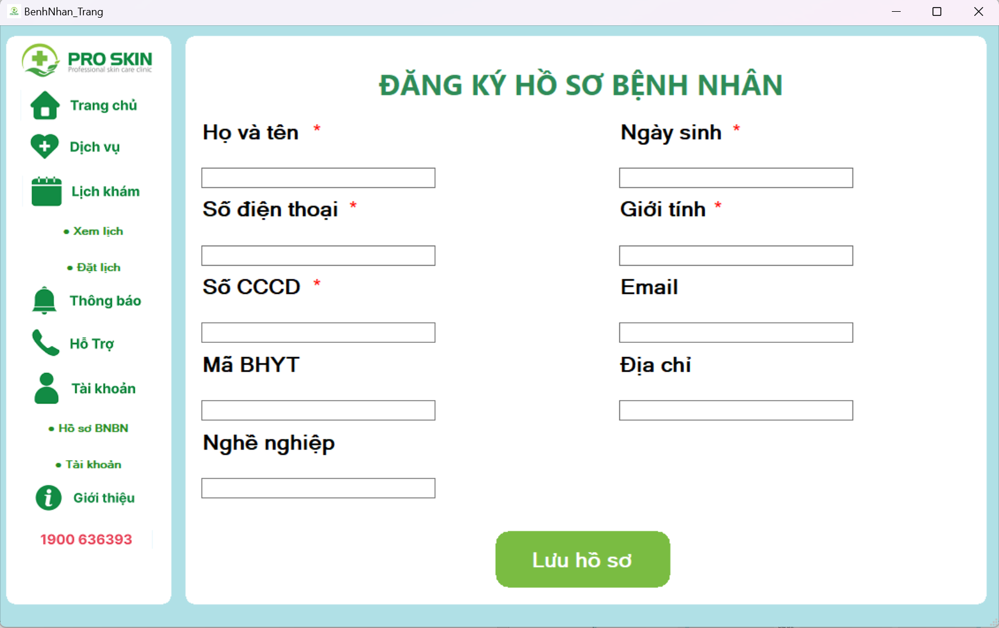 BenhNhan_Trang
PRO SKIN
Professional skin care clinic
Trang chủ
Dịch vụ
Lịch khám
● Xem lịch
● Đặt lịch
Thông báo
Hỗ Trợ
Tài khoản
● Hồ sơ BNBN
● Tài khoản
Giới thiệu
1900 636393
ĐĂNG KÝ HỒ SƠ BỆNH NHÂN
Họ và tên *
Ngày sinh *
Số điện thoại *
Giới tính *
Số CCCD *
Email
Mã BHYT
Địa chỉ
Nghề nghiệp
Lưu hồ sơ